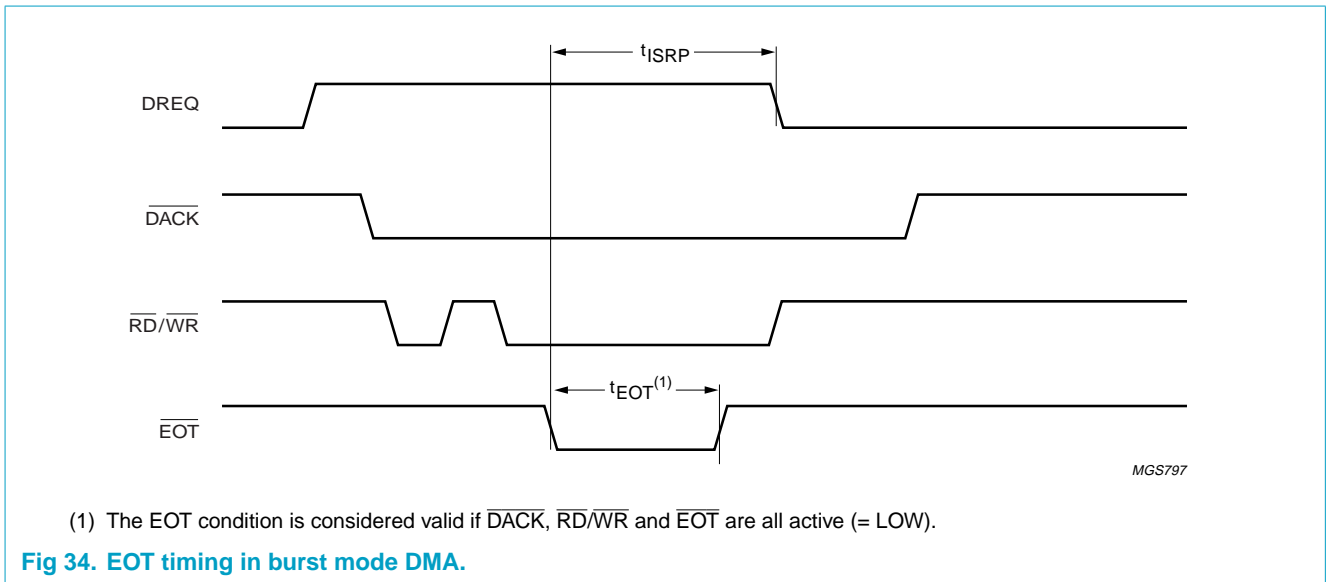 tISRP
DREQ
DACK
RD/WR
tEOT(1)
EOT
MGS797
(1) The EOT condition is considered valid if DACK, RD/WR and EOT are all active (= LOW).
Fig 34. EOT timing in burst mode DMA.